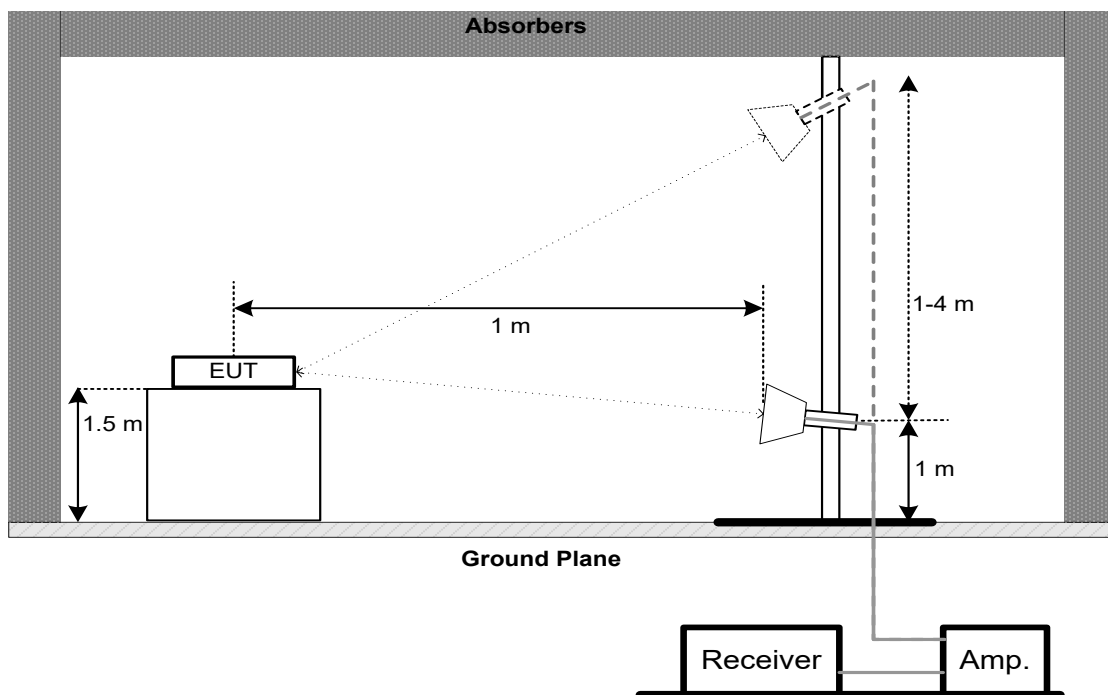 Absorbers
1-4 m
1 m
EUT
1.5 m
1 m
Ground Plane
Receiver
Amp.